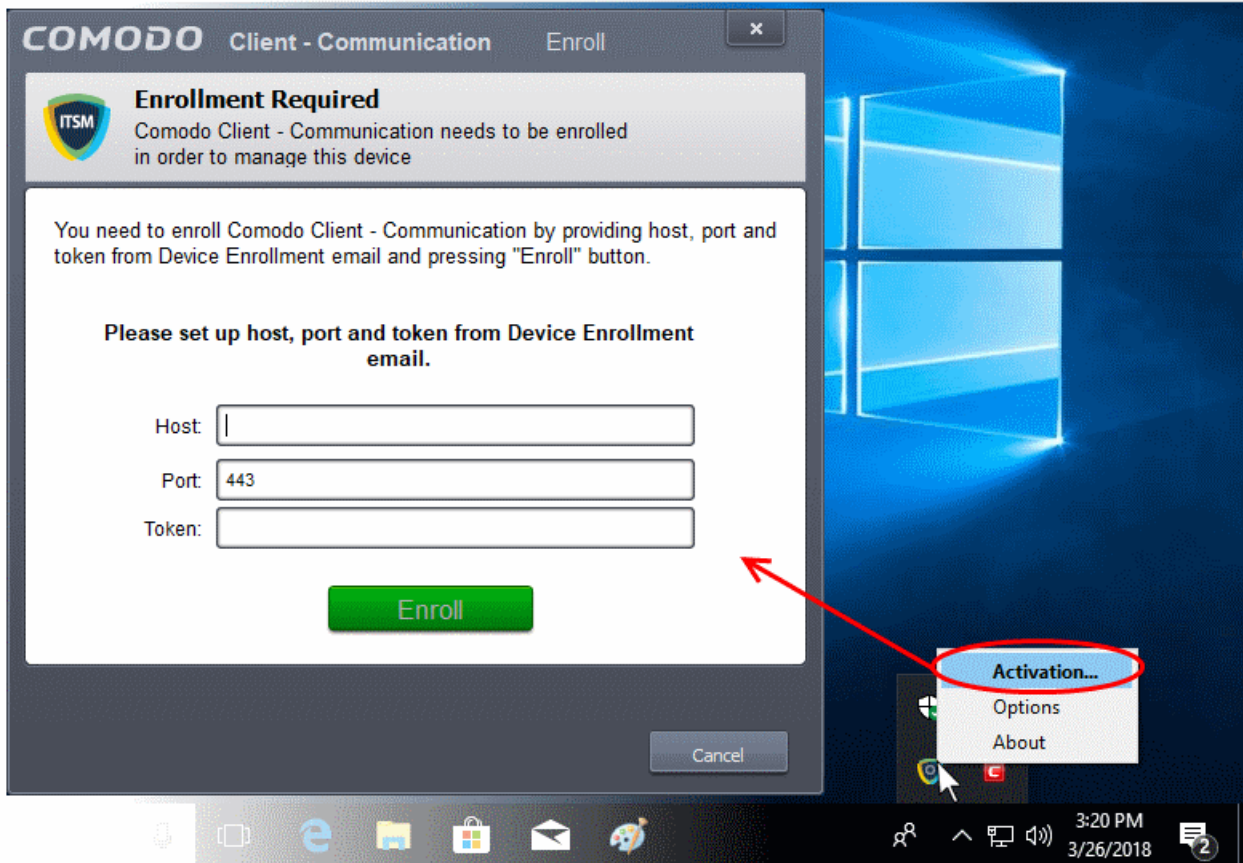 COMODO Client - Communication Enroll
x
ITSM
Enrollment Required
Comodo Client - Communication needs to be enrolled
in order to manage this device
You need to enroll Comodo Client - Communication by providing host, port and
token from Device Enrollment email and pressing "Enroll" button.
Please set up host, port and token from Device Enrollment
email.
Host:
Port: 443
Token:
Enroll
Cancel
Activation...
Options
About
C
3:20 PM
3/26/2018
2